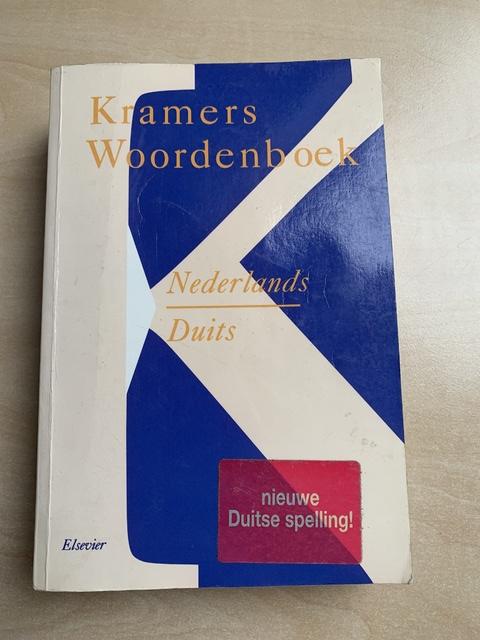 Kramers
Woordenboek
Nederlands
Duits
nieuwe
Duitse spelling!
Elsevier